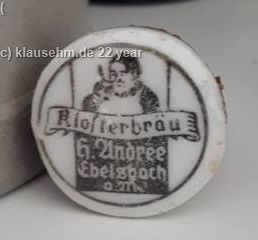 (c) klausehm.de 22 year
Klosterbräu
H. Andree
Ebelsbach
a.M.